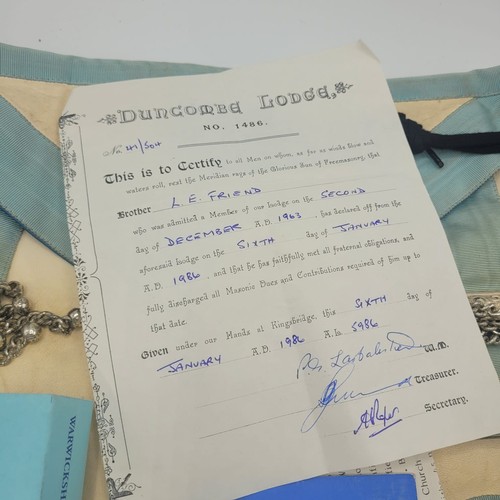 DUNCOMBE LODGE,
NO. 1486.
No. 41/504
This is to Certify to all Men on whom, as far as winds blow and
waters roll, rest the Meridian rays of the Glorious Sun of Freemasonry, that
Brother L. E. FRIEND
who was admitted a Member of our Lodge on the SECOND
day of DECEMBER A.D. 1963, has declared off from the
aforesaid Lodge on the SIXTH day of JANUARY
A.D. 1986, and that he has faithfully met all fraternal obligations, and
fully discharged all Masonic Dues and Contributions required of him up to
that date.
Given under our Hands at Kingsbridge, this SIXTH day of
JANUARY A.D. 1986 A.L. 5986
W.M.
Treasurer.
Secretary.
WARWICKSH
Church